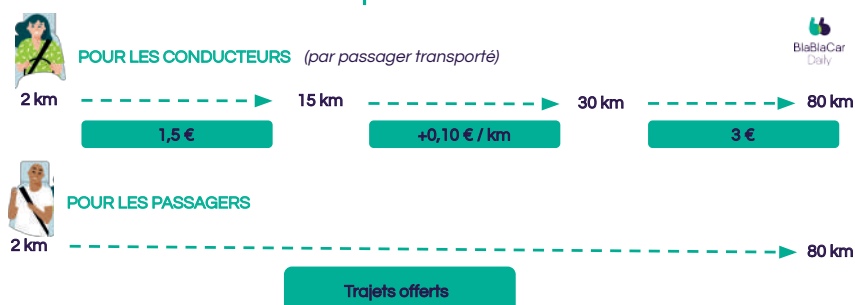 POUR LES CONDUCTEURS (par passager transporté)
BlaBlaCar
Daily
2 km 15 km 30 km 80 km
1,5 € +0,10 € / km 3 €
POUR LES PASSAGERS
2 km 80 km
Trajets offerts